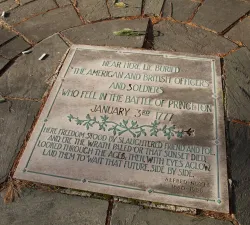 NEAR HERE LIE BURIED
THE AMERICAN AND BRITISH OFFICERS
AND SOLDIERS
WHO FELL IN THE BATTLE OF PRINCETON
JANUARY 3RD 1777
HERE FREEDOM STOOD BY SLAUGHTERED FRIEND AND FOE
AND ERE THE WRATH PALED OR THAT SUNSET DIED
LOOKED THROUGH THE AGES, THEN, WITH EYES AGLOW,
LAID THEM TO WAIT THAT FUTURE, SIDE BY SIDE
ALFRED NOYES